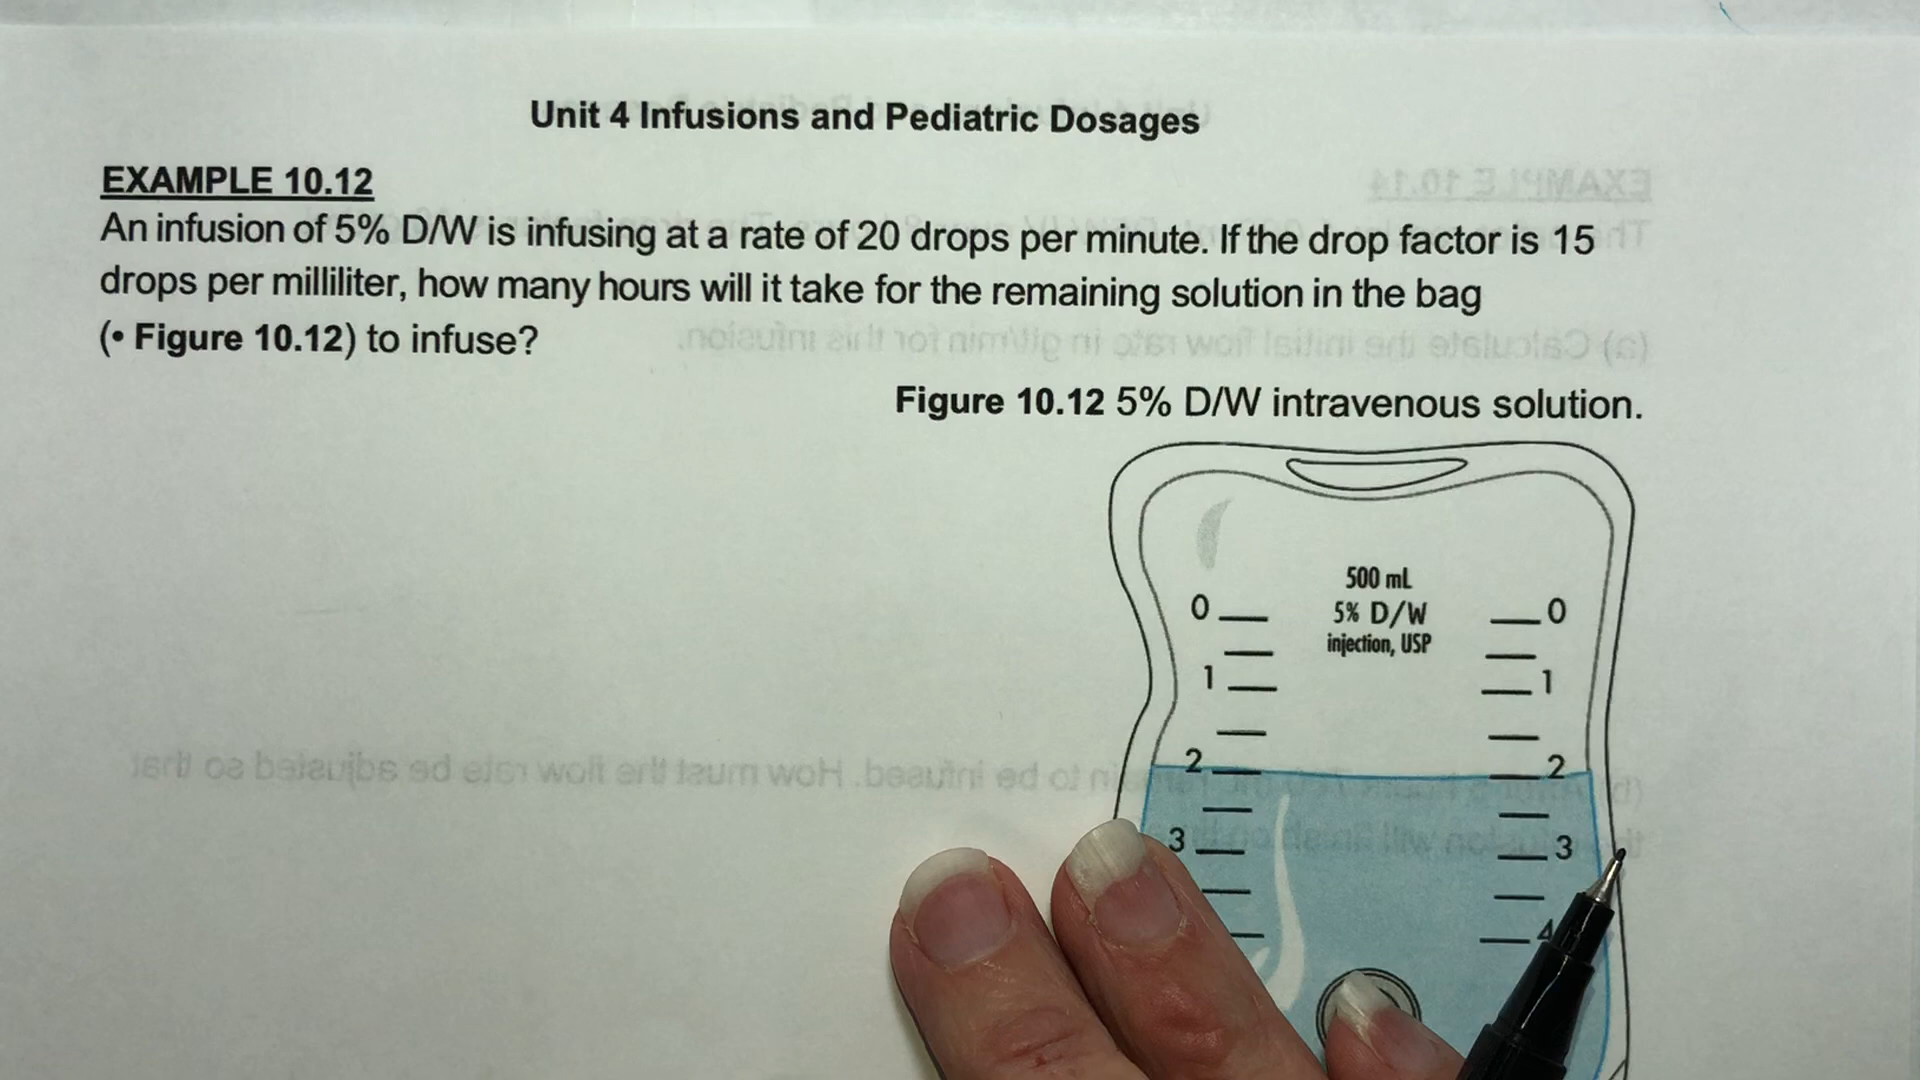 Unit 4 Infusions and Pediatric Dosages
EXAMPLE 10.12
An infusion of 5% D/W is infusing at a rate of 20 drops per minute. If the drop factor is 15
drops per milliliter, how many hours will it take for the remaining solution in the bag
(• Figure 10.12) to infuse?
Figure 10.12 5% D/W intravenous solution.
500 mL
0 5% D/W 0
injection, USP
1 1
2 2
3 3
4